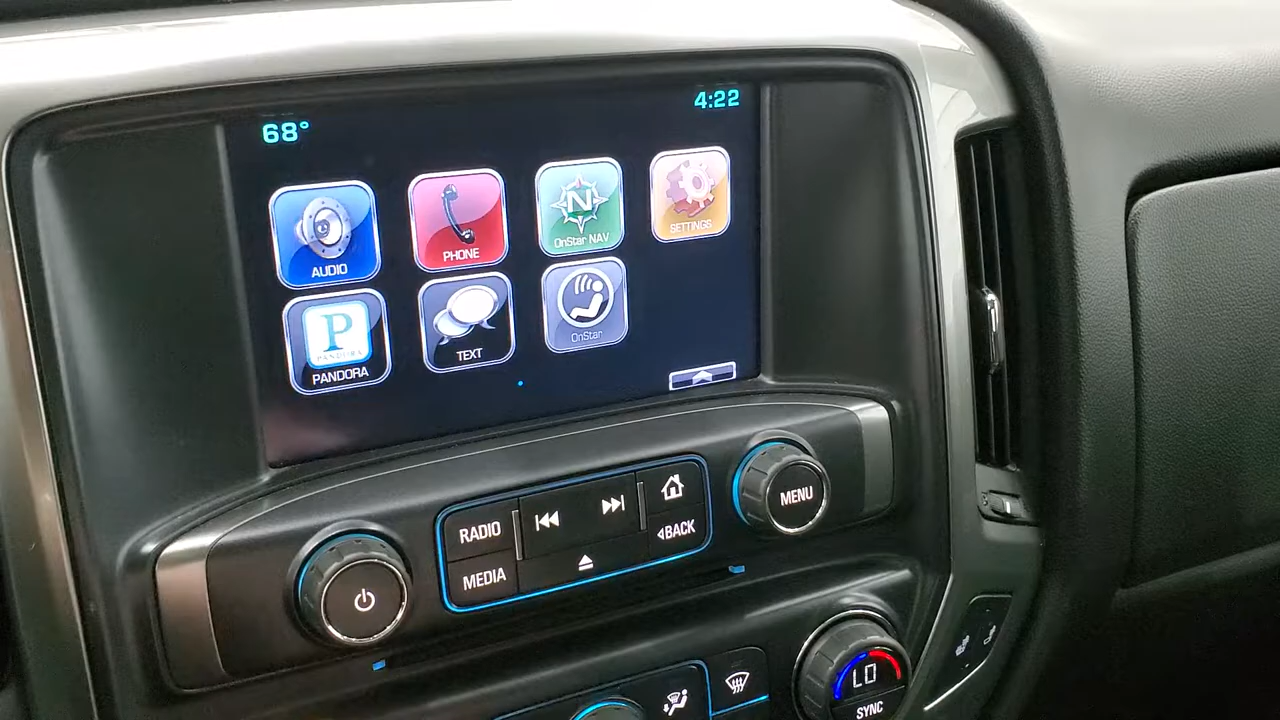 68°
4:22
AUDIO
PHONE
N
OnStar NAV
SETTINGS
P
PANDORA
PANDORA
TEXT
OnStar
RADIO
MEDIA
BACK
MENU
LO
SYNC